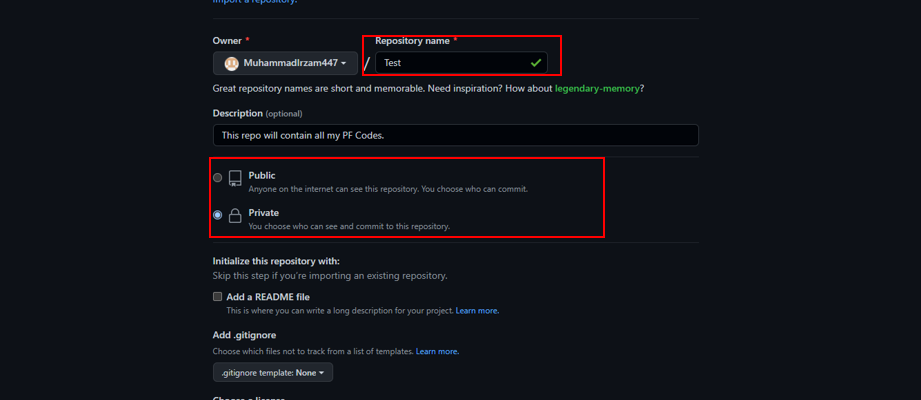 Import a repository.
Owner *
Repository name *
MuhammadIrzam447
/
Test
Great repository names are short and memorable. Need inspiration? How about legendary-memory?
Description (optional)
This repo will contain all my PF Codes.
Public
Anyone on the internet can see this repository. You choose who can commit.
Private
You choose who can see and commit to this repository.
Initialize this repository with:
Skip this step if you're importing an existing repository.
Add a README file
This is where you can write a long description for your project. Learn more.
Add .gitignore
Choose which files not to track from a list of templates. Learn more.
.gitignore template: None
Choose a license